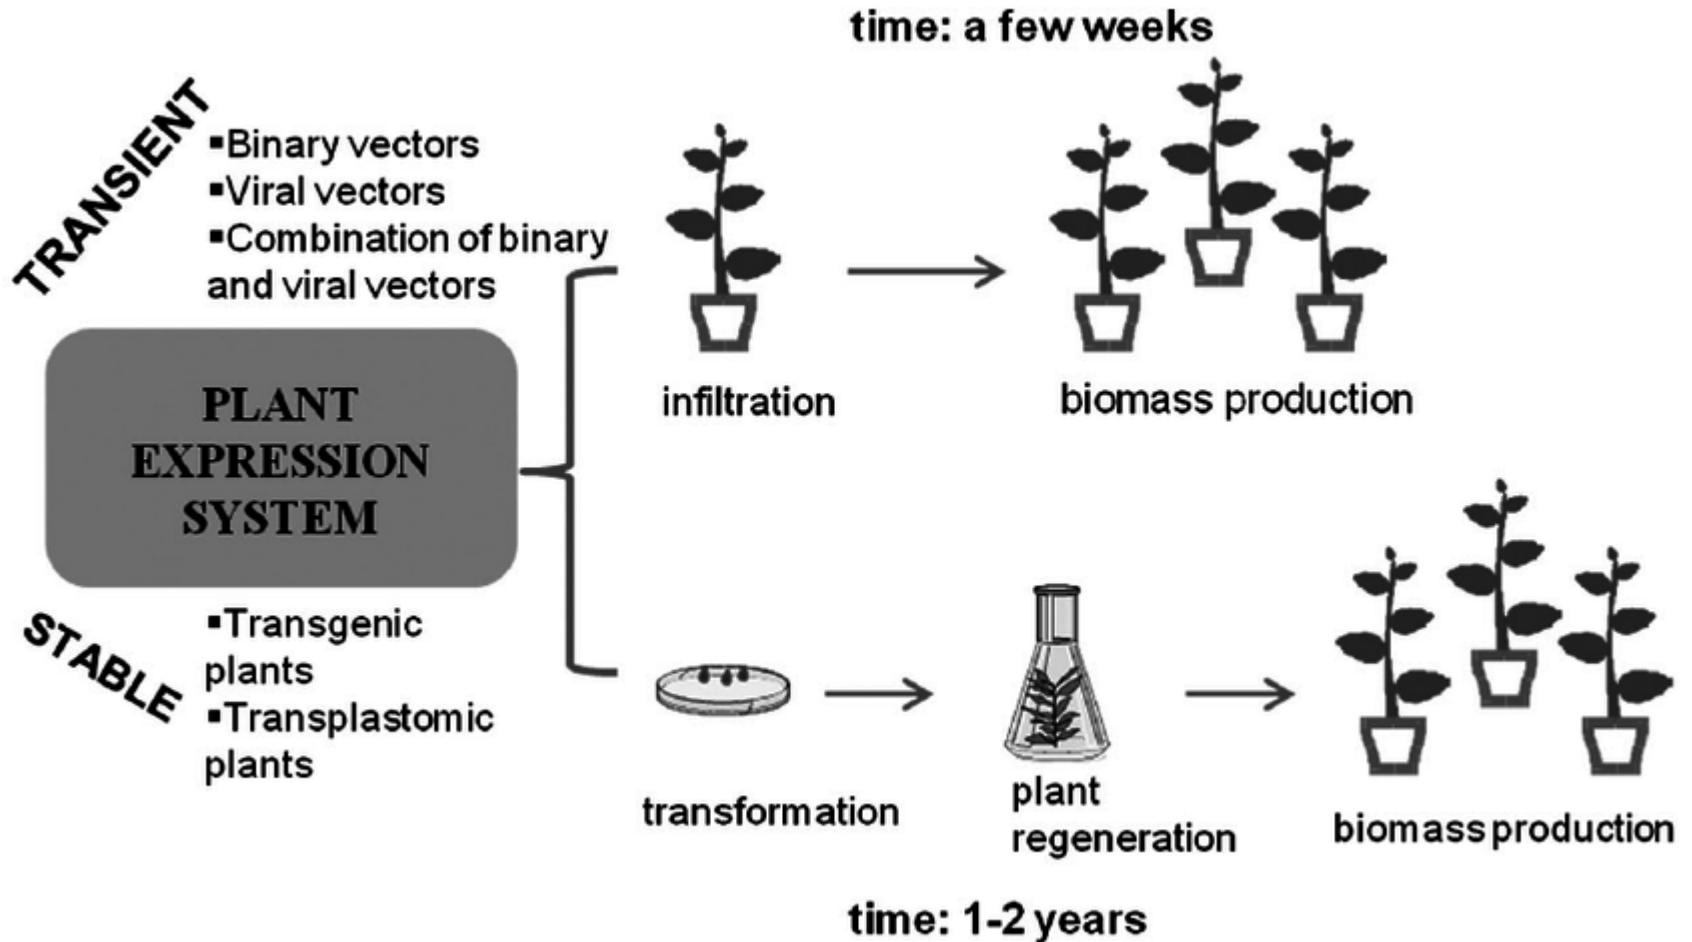 time: a few weeks
TRANSIENT
▪Binary vectors
▪Viral vectors
▪Combination of binary
and viral vectors
infiltration
biomass production
PLANT
EXPRESSION
SYSTEM
STABLE
▪Transgenic
plants
▪Transplastomic
plants
transformation
plant
regeneration
biomass production
time: 1-2 years